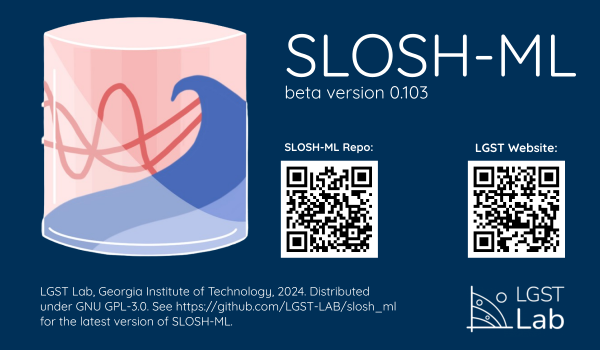 SLOSH-ML
beta version 0.103
SLOSH-ML Repo:
LGST Website:
LGST Lab, Georgia Institute of Technology, 2024. Distributed
under GNU GPL-3.0. See https://github.com/LGST-LAB/slosh_ml
for the latest version of SLOSH-ML.
LGST
Lab